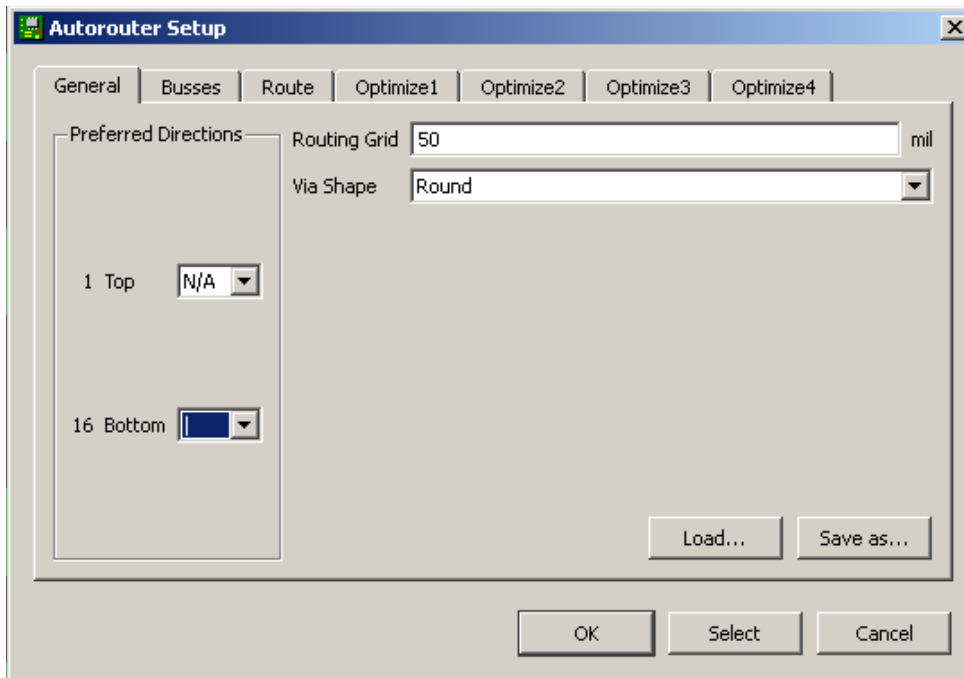 Autorouter Setup
General Busses Route Optimize1 Optimize2 Optimize3 Optimize4
Preferred Directions
Routing Grid 50 mil
Via Shape Round
1 Top N/A
16 Bottom |
Load... Save as...
OK Select Cancel